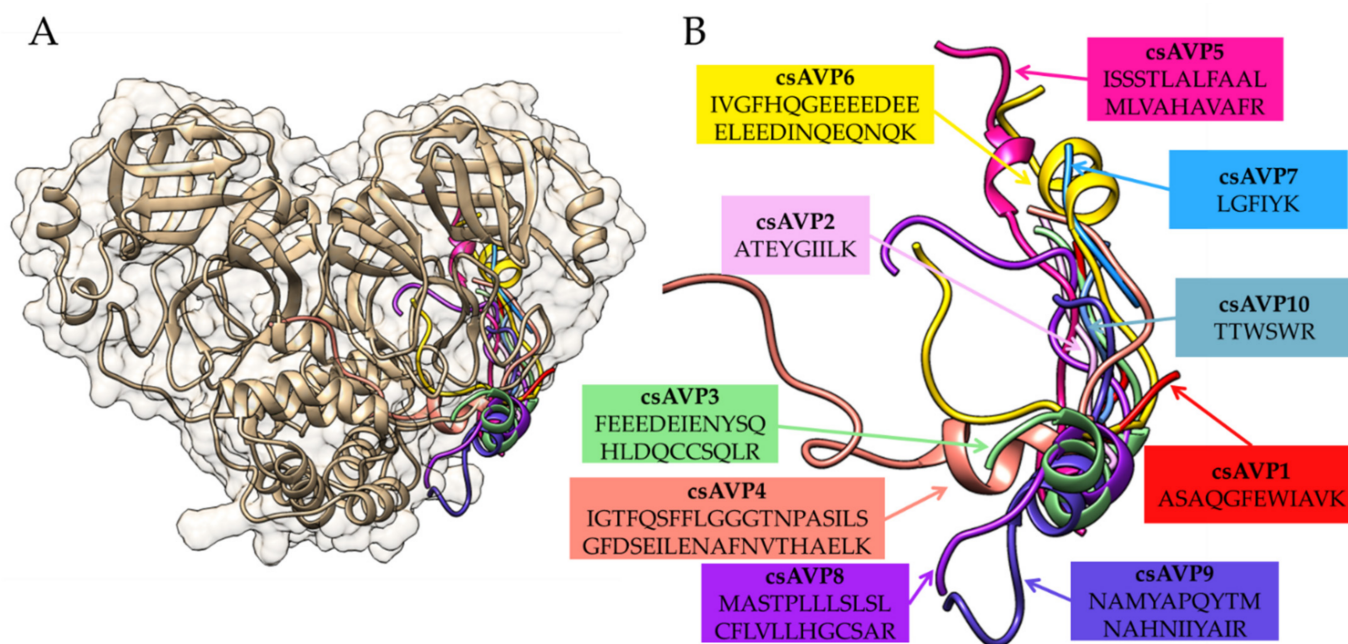 A
B
csAVP5
ISSSTLALFAAL
MLVAHAVAFR
csAVP6
IVGFHQGEEEEDEE
ELEEDINQEQNQK
csAVP7
LGFIYK
csAVP2
ATEYGIILK
csAVP10
TTWSWR
csAVP3
FEEEDEIENYSQ
HLDQCCSQLR
csAVP1
ASAQGFEWIAVK
csAVP4
IGTFQSFFLGGGTNPASILS
GFDSEILENAFNVTHAELK
csAVP8
MASTPLLLSLSL
CFLVLLHGCSAR
csAVP9
NAMYAPQYTM
NAHNIIYAIR